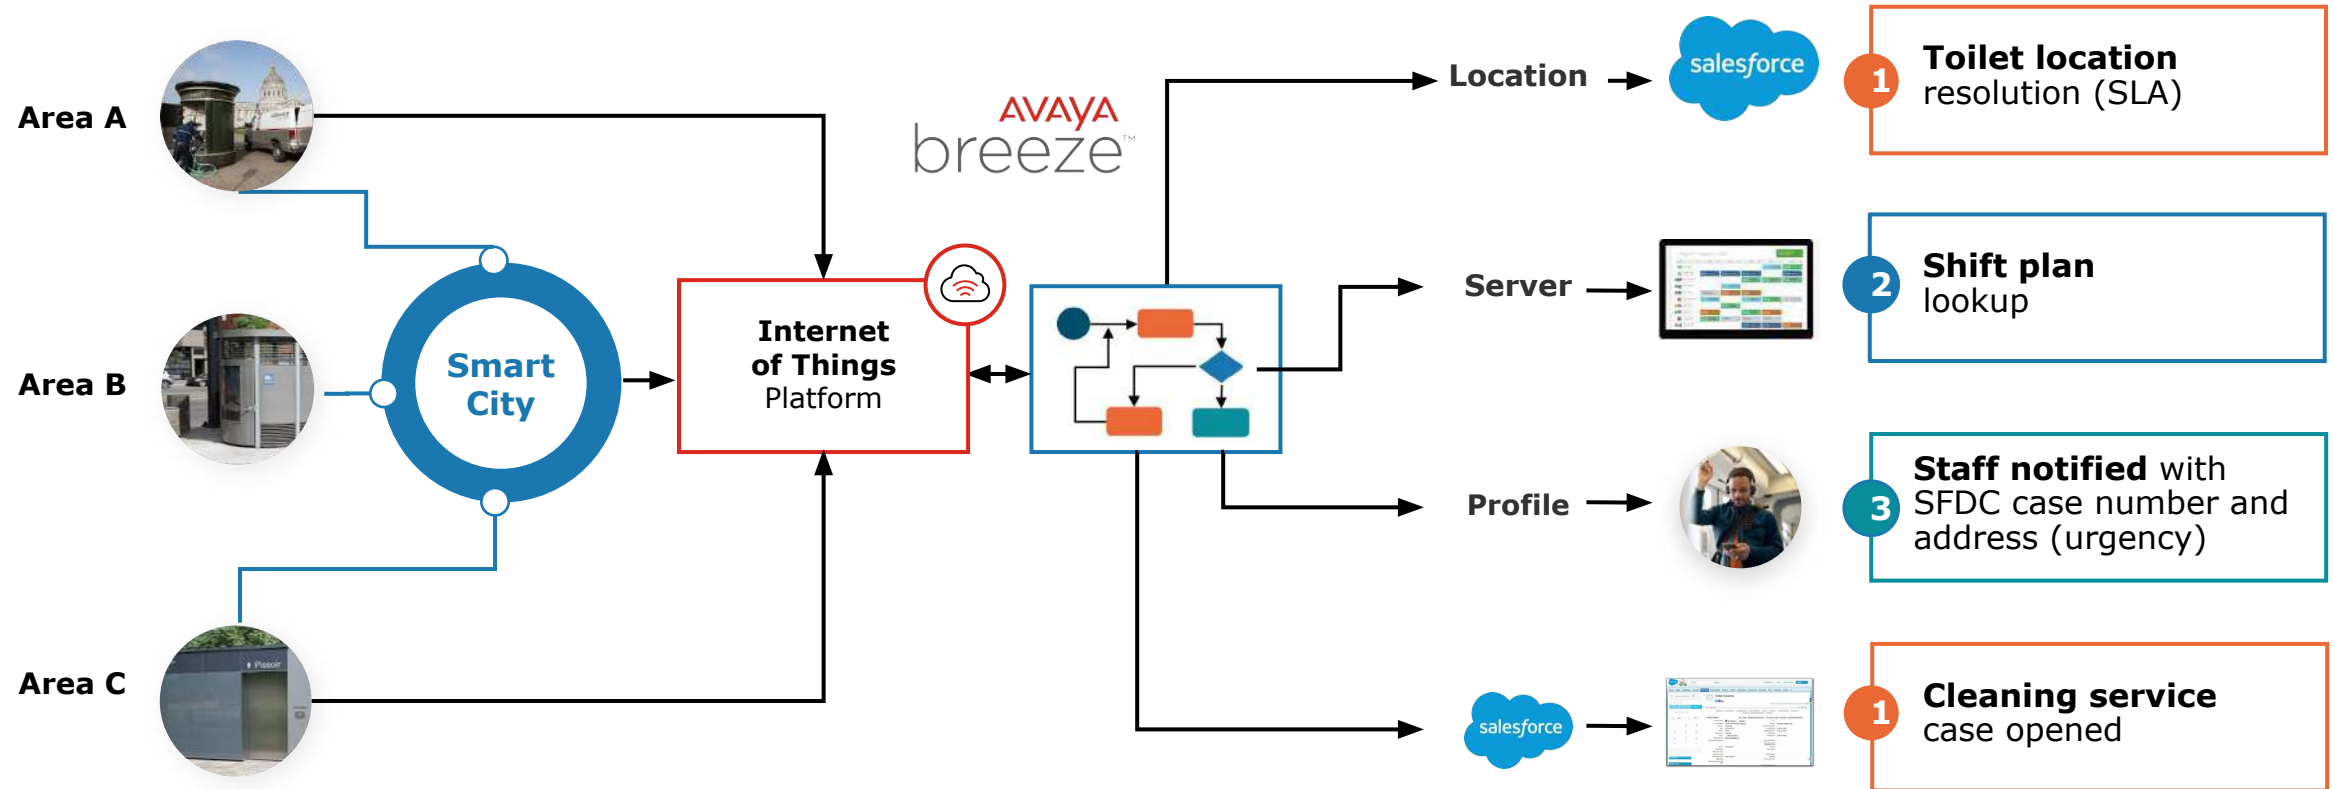 Area A
Area B
Area C
Smart
City
Internet
of Things
Platform
AVAYA
breeze™
Location
salesforce
1
Toilet location
resolution (SLA)
Server
2
Shift plan
lookup
Profile
3
Staff notified with
SFDC case number and
address (urgency)
salesforce
1
Cleaning service
case opened
Pissoir